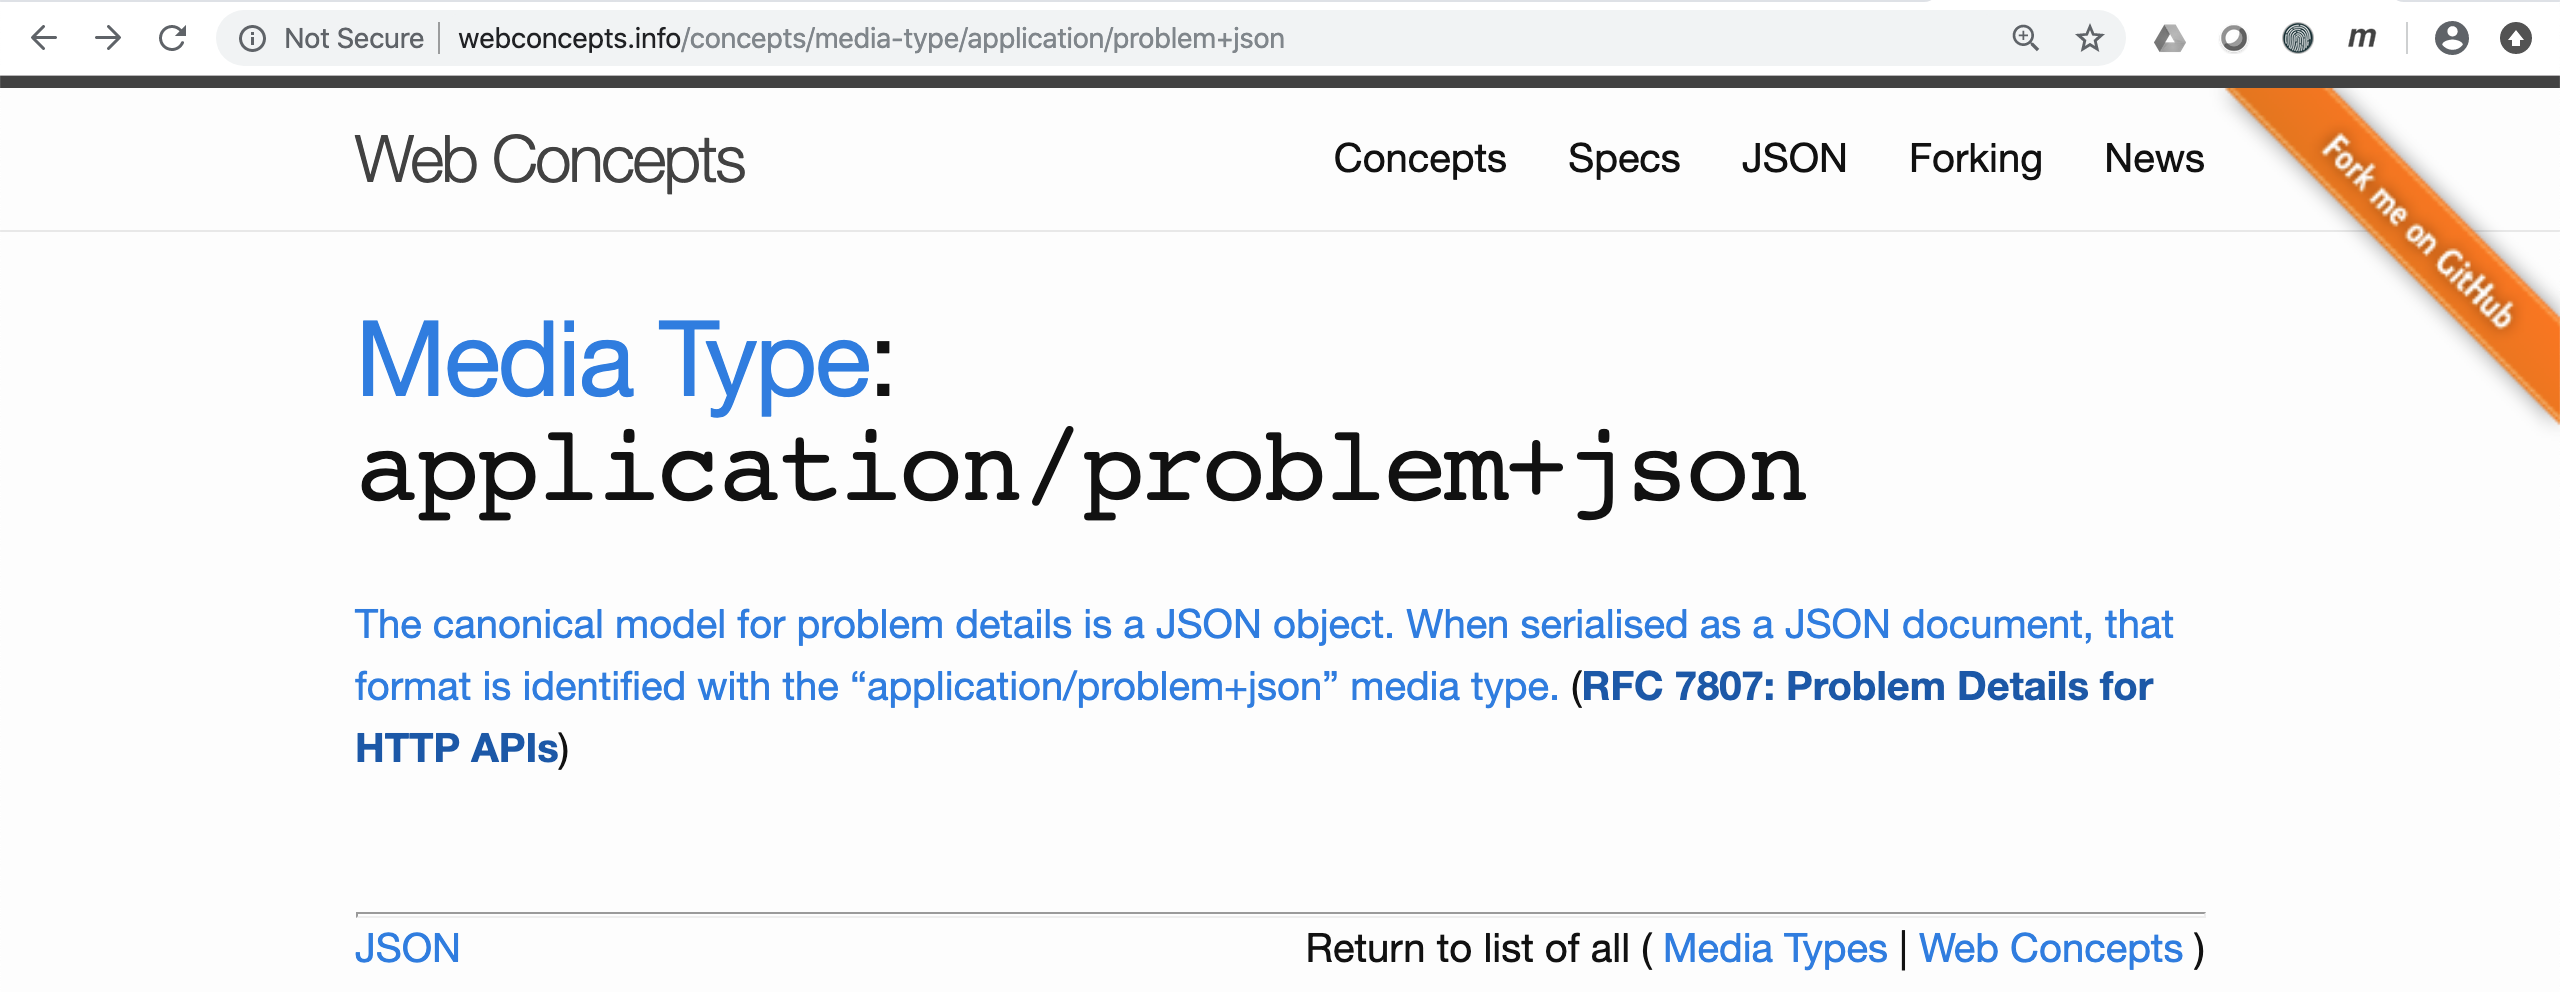 Not Secure | webconcepts.info/concepts/media-type/application/problem+json
m
Web Concepts
Concepts Specs JSON Forking News
Fork me on GitHub
Media Type:
application/problem+json
The canonical model for problem details is a JSON object. When serialised as a JSON document, that
format is identified with the “application/problem+json” media type. (RFC 7807: Problem Details for
HTTP APIs)
JSON
Return to list of all ( Media Types | Web Concepts )